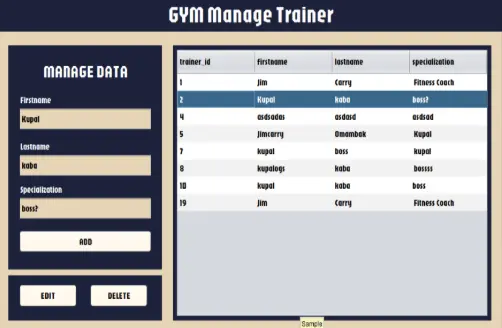 GYM Manage Trainer
MANAGE DATA
Firstname
Kupal
Lastname
kaba
Specialization
boss?
ADD
EDIT DELETE
trainer_id firstname lastname specialization
1 Jim Carry Fitness Coach
2 Kupal kaba boss?
4 asdsadas asdasd asdsad
5 Jimcarry Omambak Kupal
7 kupal boss kupal
8 kupalogs kaba bossss
10 kupal kaba boss
19 Jim Carry Fitness Coach
Sample